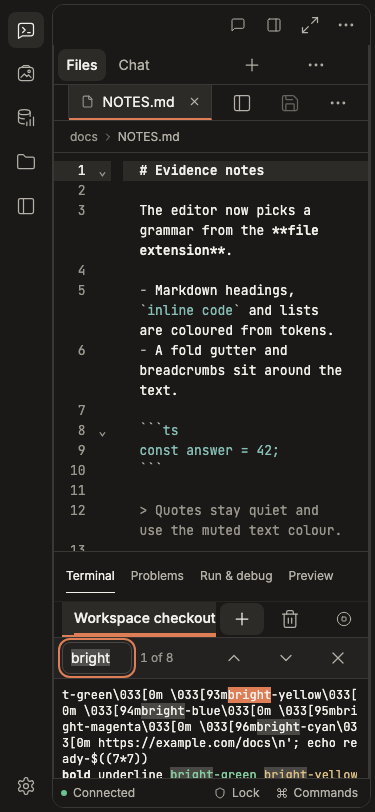 Files Chat
NOTES.md
docs > NOTES.md
1 # Evidence notes
2
3 The editor now picks a
grammar from the **file
extension**.
4
5 - Markdown headings,
`inline code` and lists
are coloured from tokens.
6 - A fold gutter and
breadcrumbs sit around the
text.
7
8 ```ts
9 const answer = 42;
10 ```
11
12 > Quotes stay quiet and
use the muted text colour.
13
Terminal Problems Run & debug Preview
Workspace checkout
bright 1 of 8
t-green\033[0m \033[93mbright-yellow\033[
0m \033[94mbright-blue\033[0m \033[95mbri
ght-magenta\033[0m \033[96mbright-cyan\03
3[0m https://example.com/docs\n'; echo re
ady-$((7*7))
bold underline bright-green bright-yellow
Connected Lock Commands